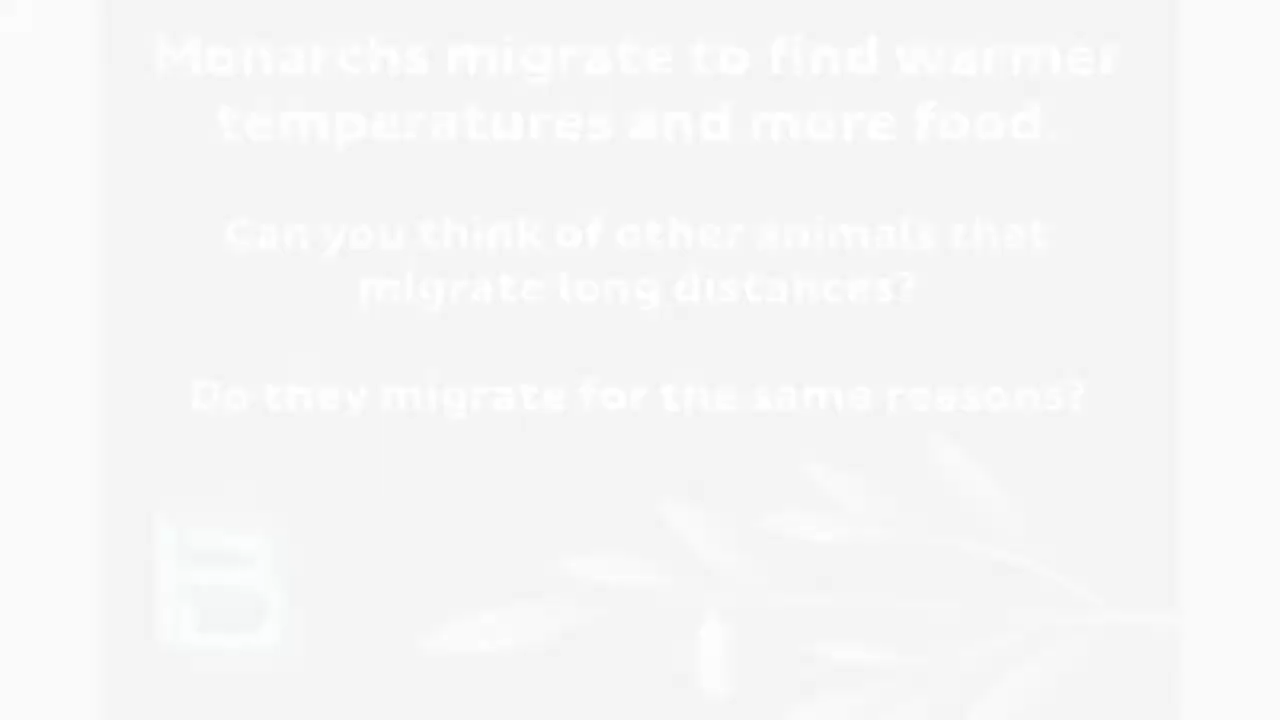 Monarchs migrate to find warmer
temperatures and more food.
Can you think of other animals that
migrate long distances?
Do they migrate for the same reasons?
B